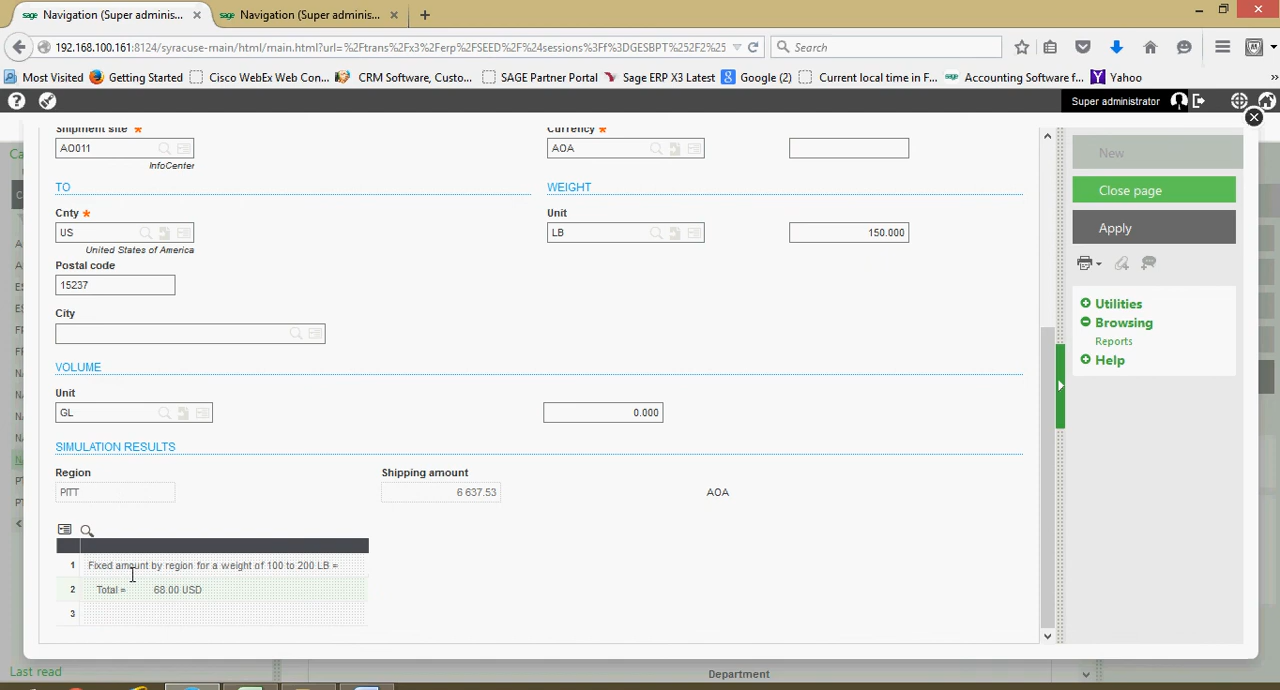 sage Navigation (Super adminis... × sage Navigation (Super adminis... × +
192.168.100.161:8124/syracuse-main/html/main.html?url=%2Ftrans%2Fx3%2Ferp%2FSEED%2F%24sessions%3Ff%3DGESBPT%252F2%25 Search
Most Visited Getting Started Cisco WebEx Web Con... CRM Software, Custo... SAGE Partner Portal Sage ERP X3 Latest Google (2) Current local time in F... sage Accounting Software f... Yahoo »
Super administrator
Shipment site * Currency *
AO011 AOA
InfoCenter
TO WEIGHT
Cnty * Unit
US LB 150.000
United States of America
Postal code
15237
City
VOLUME
Unit
GL 0.000
SIMULATION RESULTS
Region Shipping amount
PITT 6 637.53 AOA
1 Fixed amount by region for a weight of 100 to 200 LB =
2 Total = 68.00 USD
3
New
Close page
Apply
Utilities
Browsing
Reports
Help
Last read Department